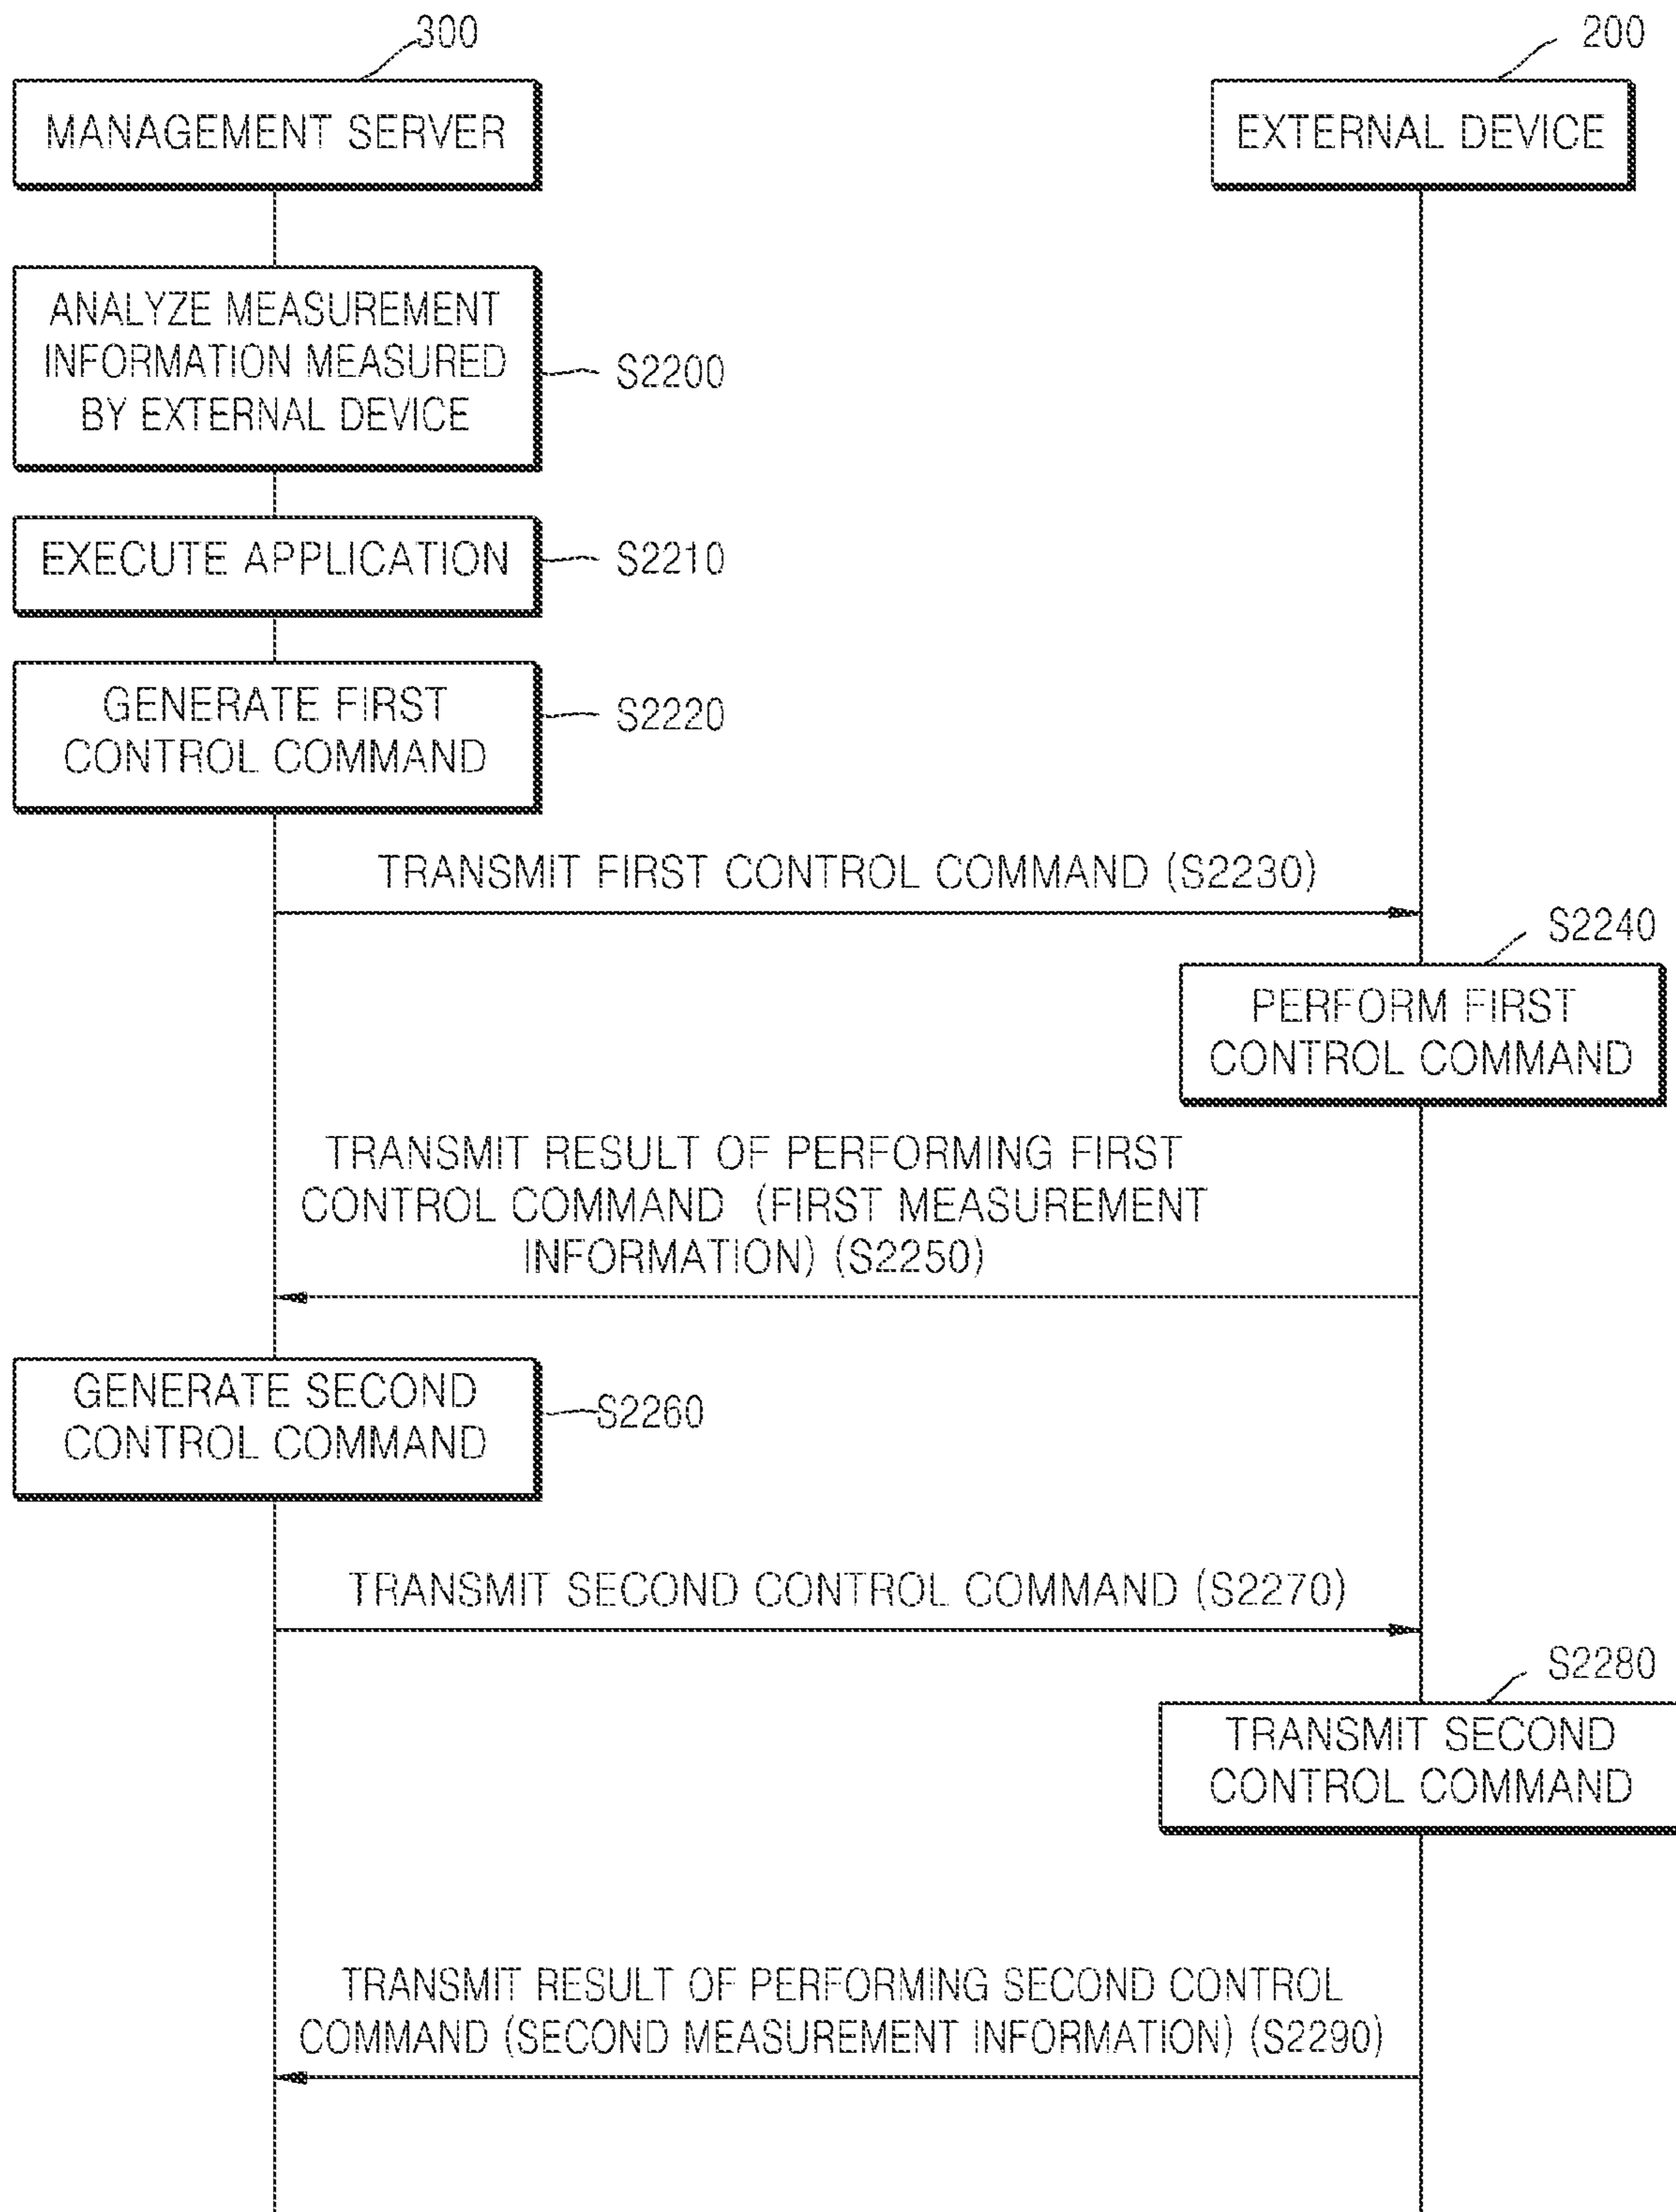 300
200
MANAGEMENT SERVER
EXTERNAL DEVICE
ANALYZE MEASUREMENT
INFORMATION MEASURED
BY EXTERNAL DEVICE
S2200
EXECUTE APPLICATION
S2210
GENERATE FIRST
CONTROL COMMAND
S2220
TRANSMIT FIRST CONTROL COMMAND (S2230)
S2240
PERFORM FIRST
CONTROL COMMAND
TRANSMIT RESULT OF PERFORMING FIRST
CONTROL COMMAND (FIRST MEASUREMENT
INFORMATION) (S2250)
GENERATE SECOND
CONTROL COMMAND
S2260
TRANSMIT SECOND CONTROL COMMAND (S2270)
S2280
TRANSMIT SECOND
CONTROL COMMAND
TRANSMIT RESULT OF PERFORMING SECOND CONTROL
COMMAND (SECOND MEASUREMENT INFORMATION) (S2290)